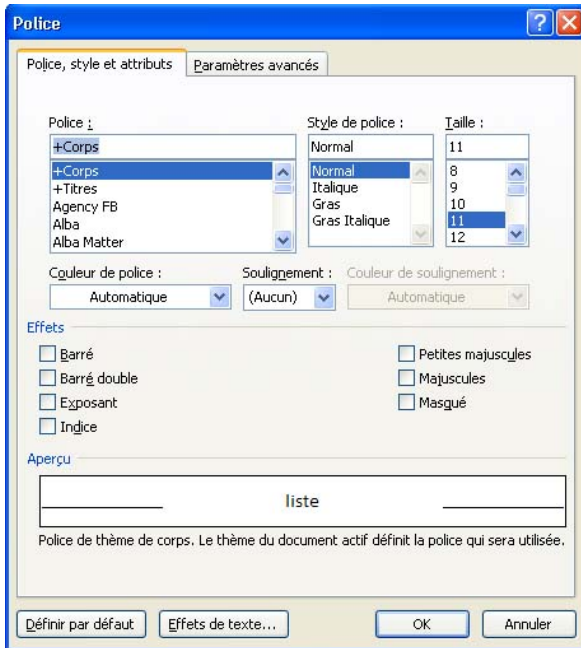 Police
Police, style et attributs Paramètres avancés
Police : Style de police : Taille :
+Corps Normal 11
+Corps Normal 8
+Titres Italique 9
Agency FB Gras 10
Alba Gras Italique 11
Alba Matter 12
Couleur de police : Soulignement : Couleur de soulignement :
Automatique (Aucun) Automatique
Effets
Barré Petites majuscules
Barré double Majuscules
Exposant Masqué
Indice
Aperçu
liste
Police de thème de corps. Le thème du document actif définit la police qui sera utilisée.
Définir par défaut Effets de texte... OK Annuler